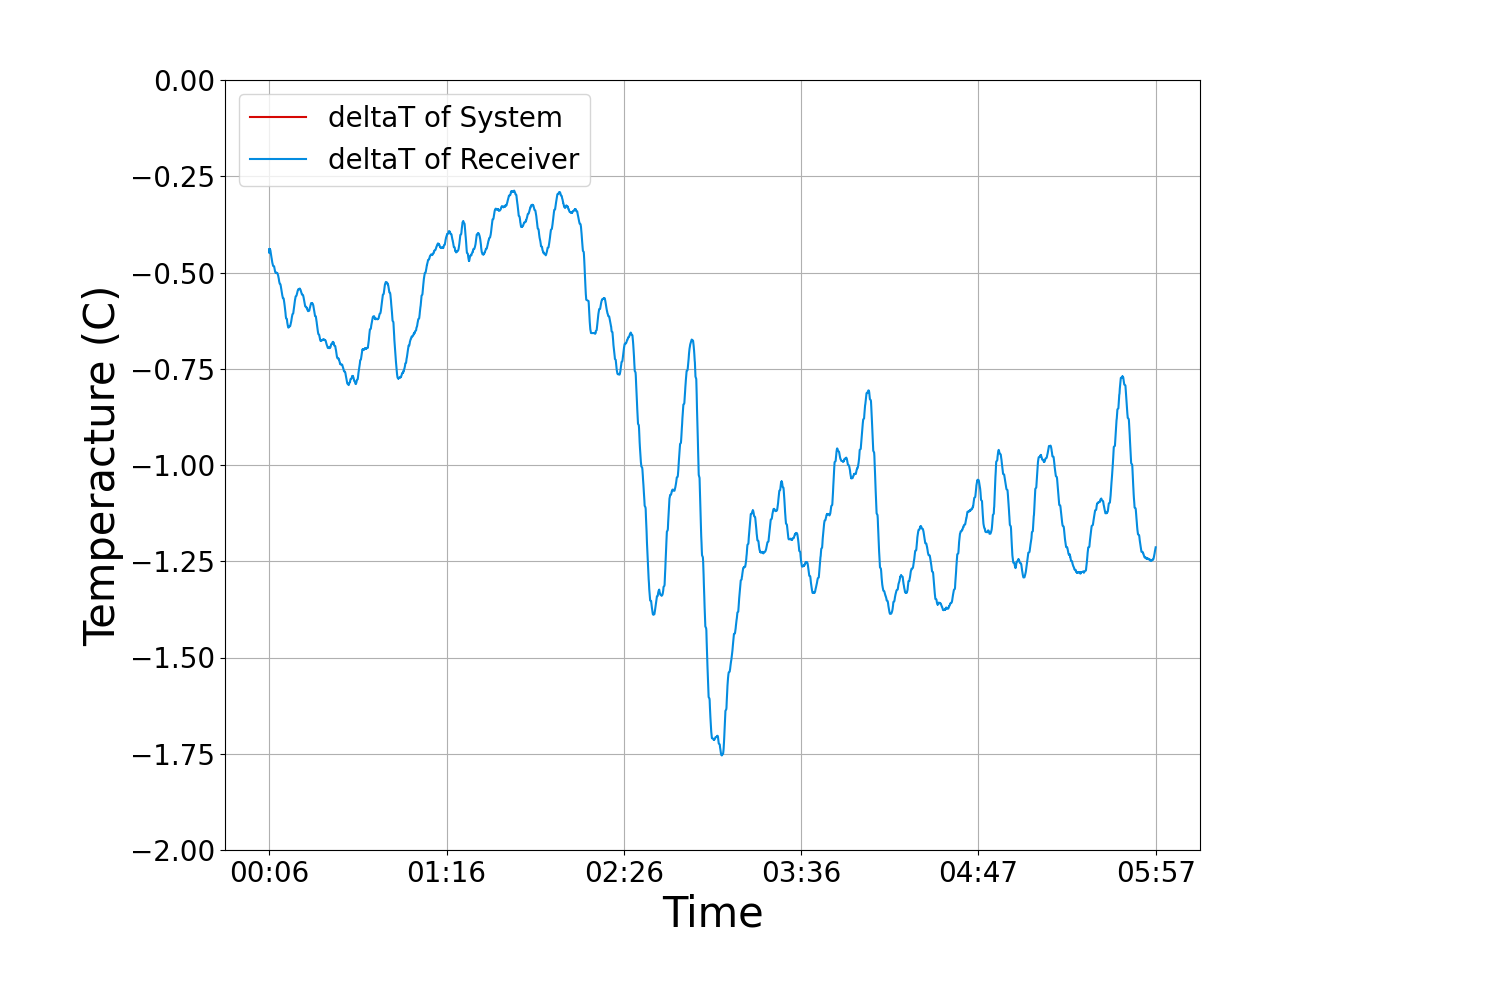 0.00
−0.25
−0.50
−0.75
−1.00
−1.25
−1.50
−1.75
−2.00
Temperacture (C)
deltaT of System
deltaT of Receiver
00:06 01:16 02:26 03:36 04:47 05:57
Time